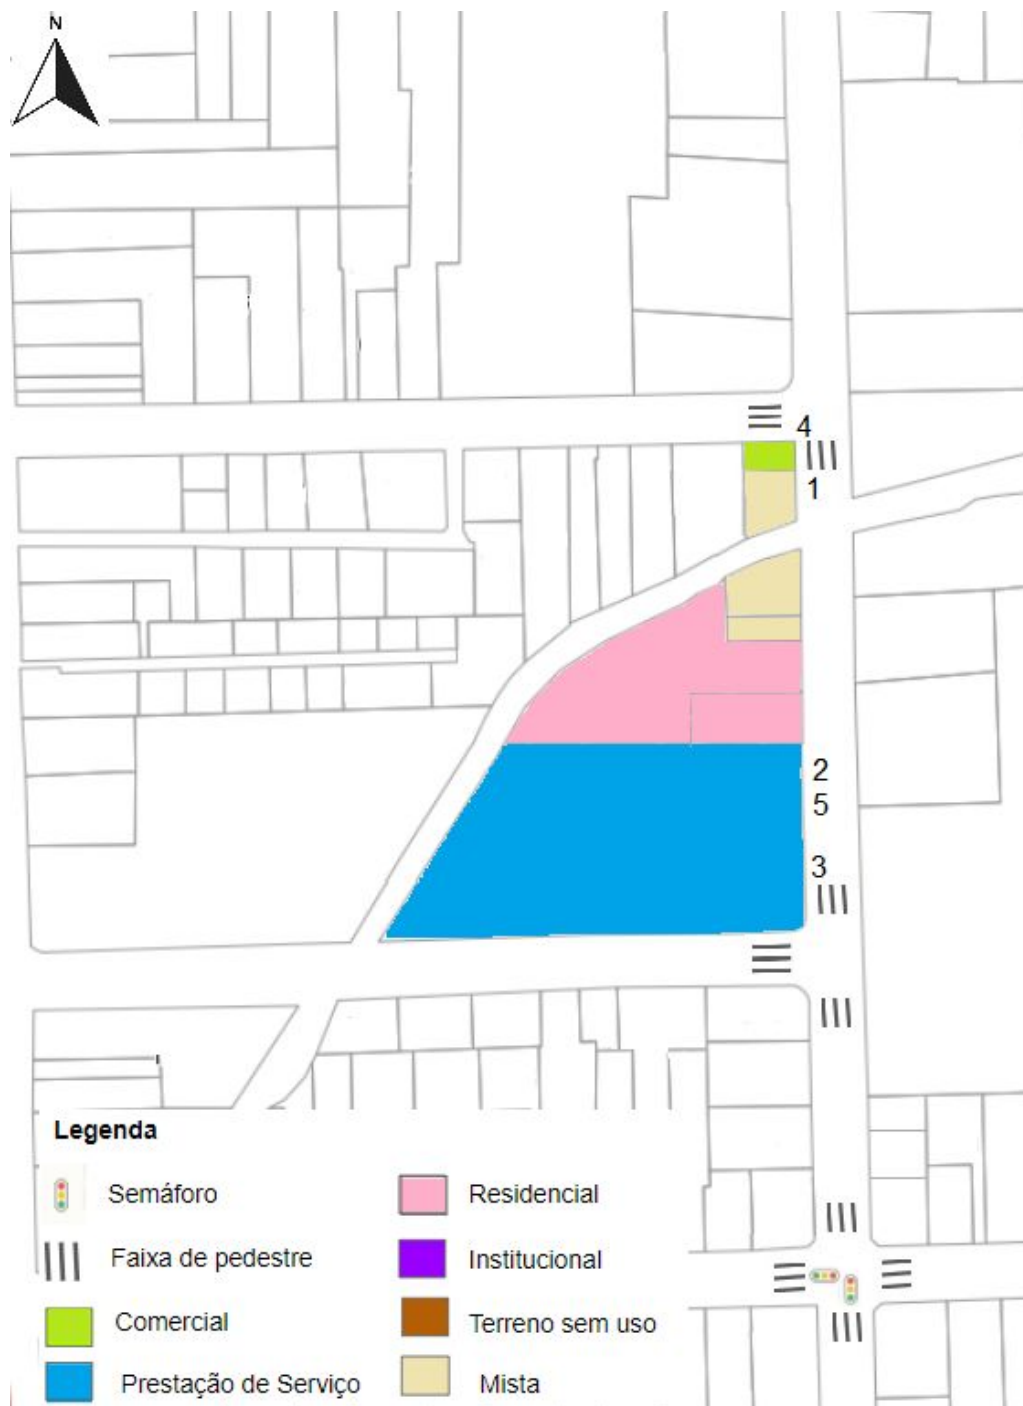 N
4
1
2
5
3
Legenda
Semáforo
Residencial
Faixa de pedestre
Institucional
Comercial
Terreno sem uso
Prestação de Serviço
Mista